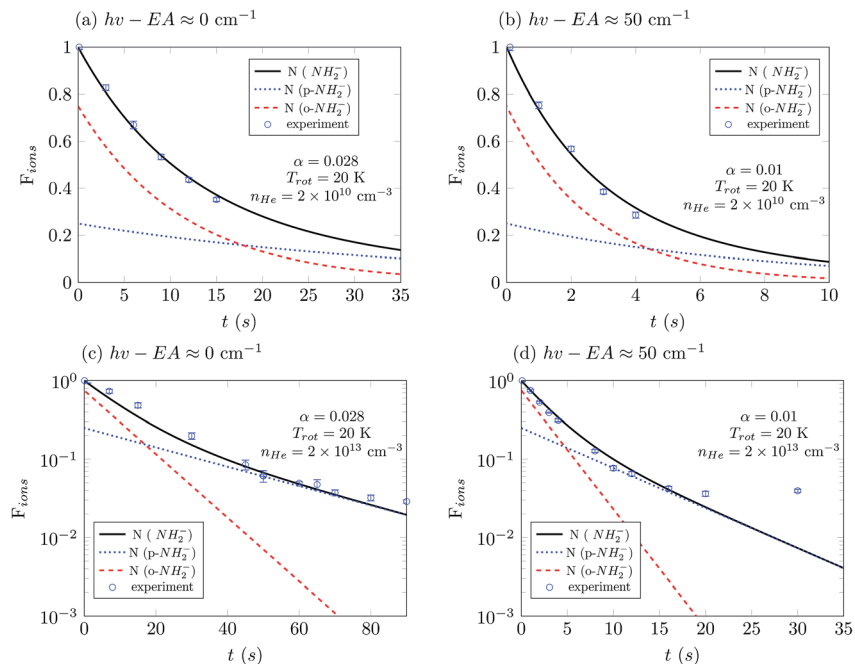 (a) hν − EA ≈ 0 cm⁻¹
F_ions
1
0.8
0.6
0.4
0.2
0
0 5 10 15 20 25 30 35
t (s)
N ( NH₂⁻)
N (p-NH₂⁻)
N (o-NH₂⁻)
experiment
α = 0.028
T_rot = 20 K
n_He = 2 × 10¹⁰ cm⁻³
(b) hν − EA ≈ 50 cm⁻¹
F_ions
1
0.8
0.6
0.4
0.2
0
0 2 4 6 8 10
t (s)
N ( NH₂⁻)
N (p-NH₂⁻)
N (o-NH₂⁻)
experiment
α = 0.01
T_rot = 20 K
n_He = 2 × 10¹⁰ cm⁻³
(c) hν − EA ≈ 0 cm⁻¹
F_ions
10⁰
10⁻¹
10⁻²
10⁻³
0 20 40 60 80
t (s)
α = 0.028
T_rot = 20 K
n_He = 2 × 10¹³ cm⁻³
N ( NH₂⁻)
N (p-NH₂⁻)
N (o-NH₂⁻)
experiment
(d) hν − EA ≈ 50 cm⁻¹
F_ions
10⁰
10⁻¹
10⁻²
10⁻³
0 5 10 15 20 25 30 35
t (s)
α = 0.01
T_rot = 20 K
n_He = 2 × 10¹³ cm⁻³
N ( NH₂⁻)
N (p-NH₂⁻)
N (o-NH₂⁻)
experiment